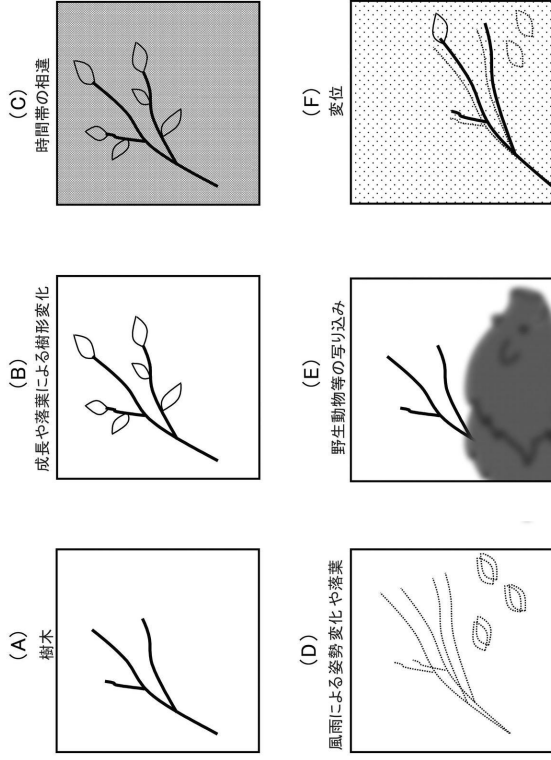 (A)
樹木
(B)
成長や落葉による樹形変化
(C)
時間帯の相違
(D)
風雨による姿勢変化や落葉
(E)
野生動物等の写り込み
(F)
変位